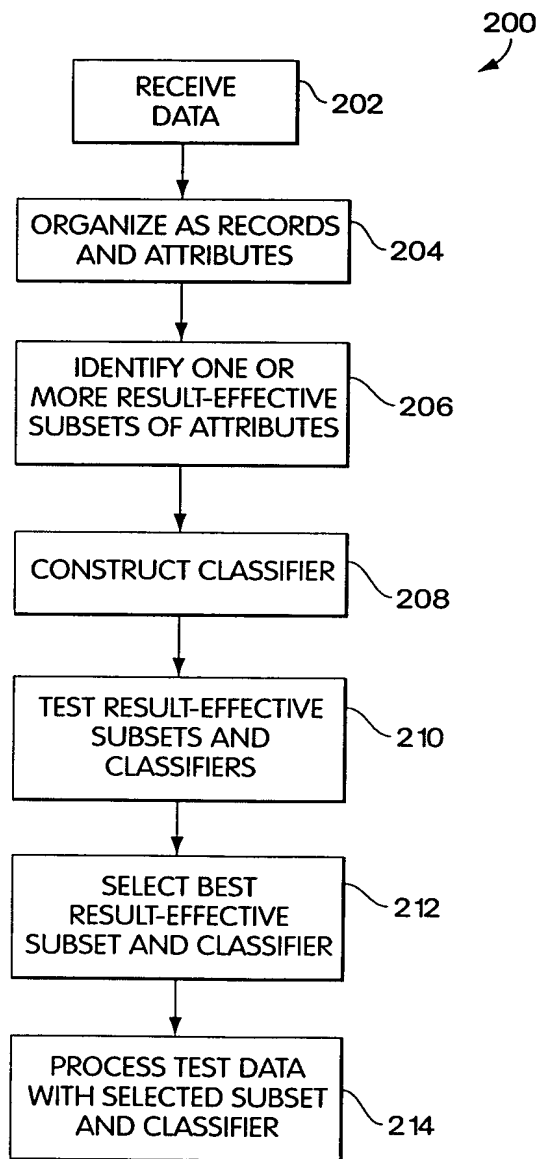 200
RECEIVE
DATA
202
ORGANIZE AS RECORDS
AND ATTRIBUTES
204
IDENTIFY ONE OR
MORE RESULT-EFFECTIVE
SUBSETS OF ATTRIBUTES
206
CONSTRUCT CLASSIFIER
208
TEST RESULT-EFFECTIVE
SUBSETS AND
CLASSIFIERS
210
SELECT BEST
RESULT-EFFECTIVE
SUBSET AND CLASSIFIER
212
PROCESS TEST DATA
WITH SELECTED SUBSET
AND CLASSIFIER
214